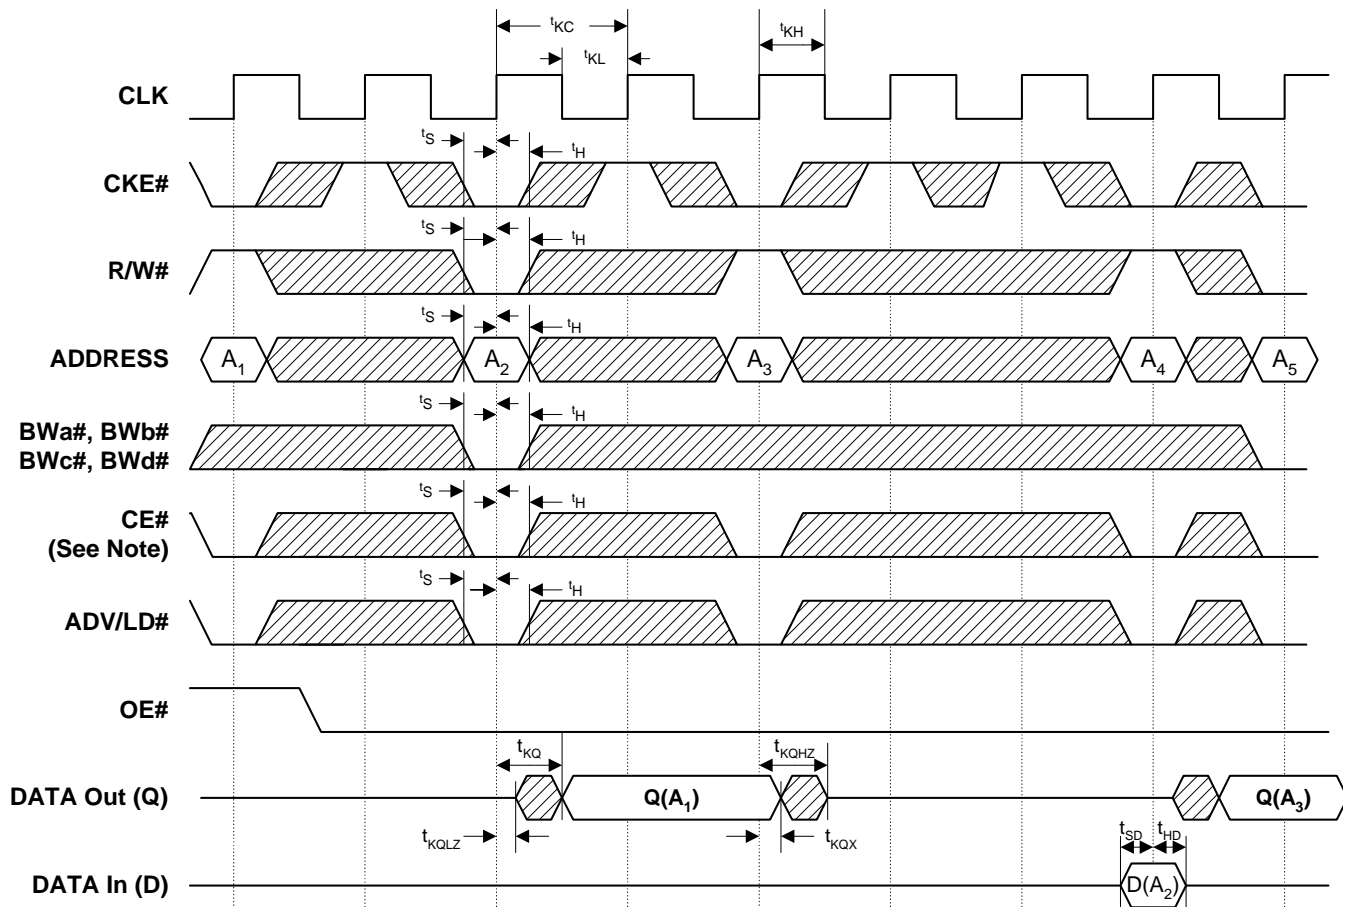 tKC
tKH
tKL
CLK
tS
tH
CKE#
tS
tH
R/W#
tS
tH
ADDRESS
A1
A2
A3
A4
A5
tS
tH
BWa#, BWb#
BWc#, BWd#
tS
tH
CE#
(See Note)
tS
tH
ADV/LD#
OE#
tKQ
tKQHZ
DATA Out (Q)
Q(A1)
Q(A3)
tKQLZ
tKQX
tSD
tHD
DATA In (D)
D(A2)